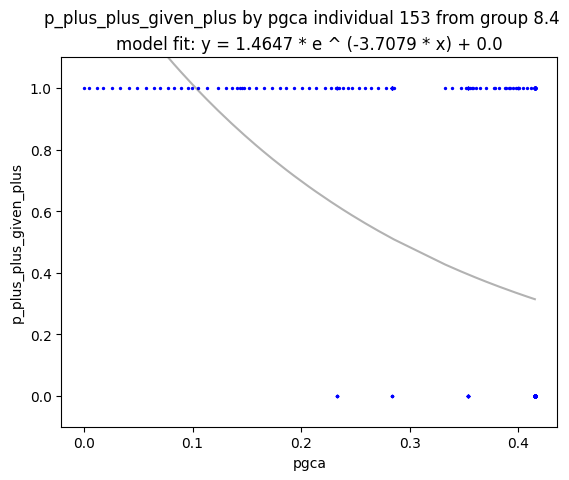 p_plus_plus_given_plus by pgca individual 153 from group 8.4
model fit: y = 1.4647 * e ^ (-3.7079 * x) + 0.0
1.0
0.8
0.6
0.4
0.2
0.0
p_plus_plus_given_plus
0.0 0.1 0.2 0.3 0.4
pgca